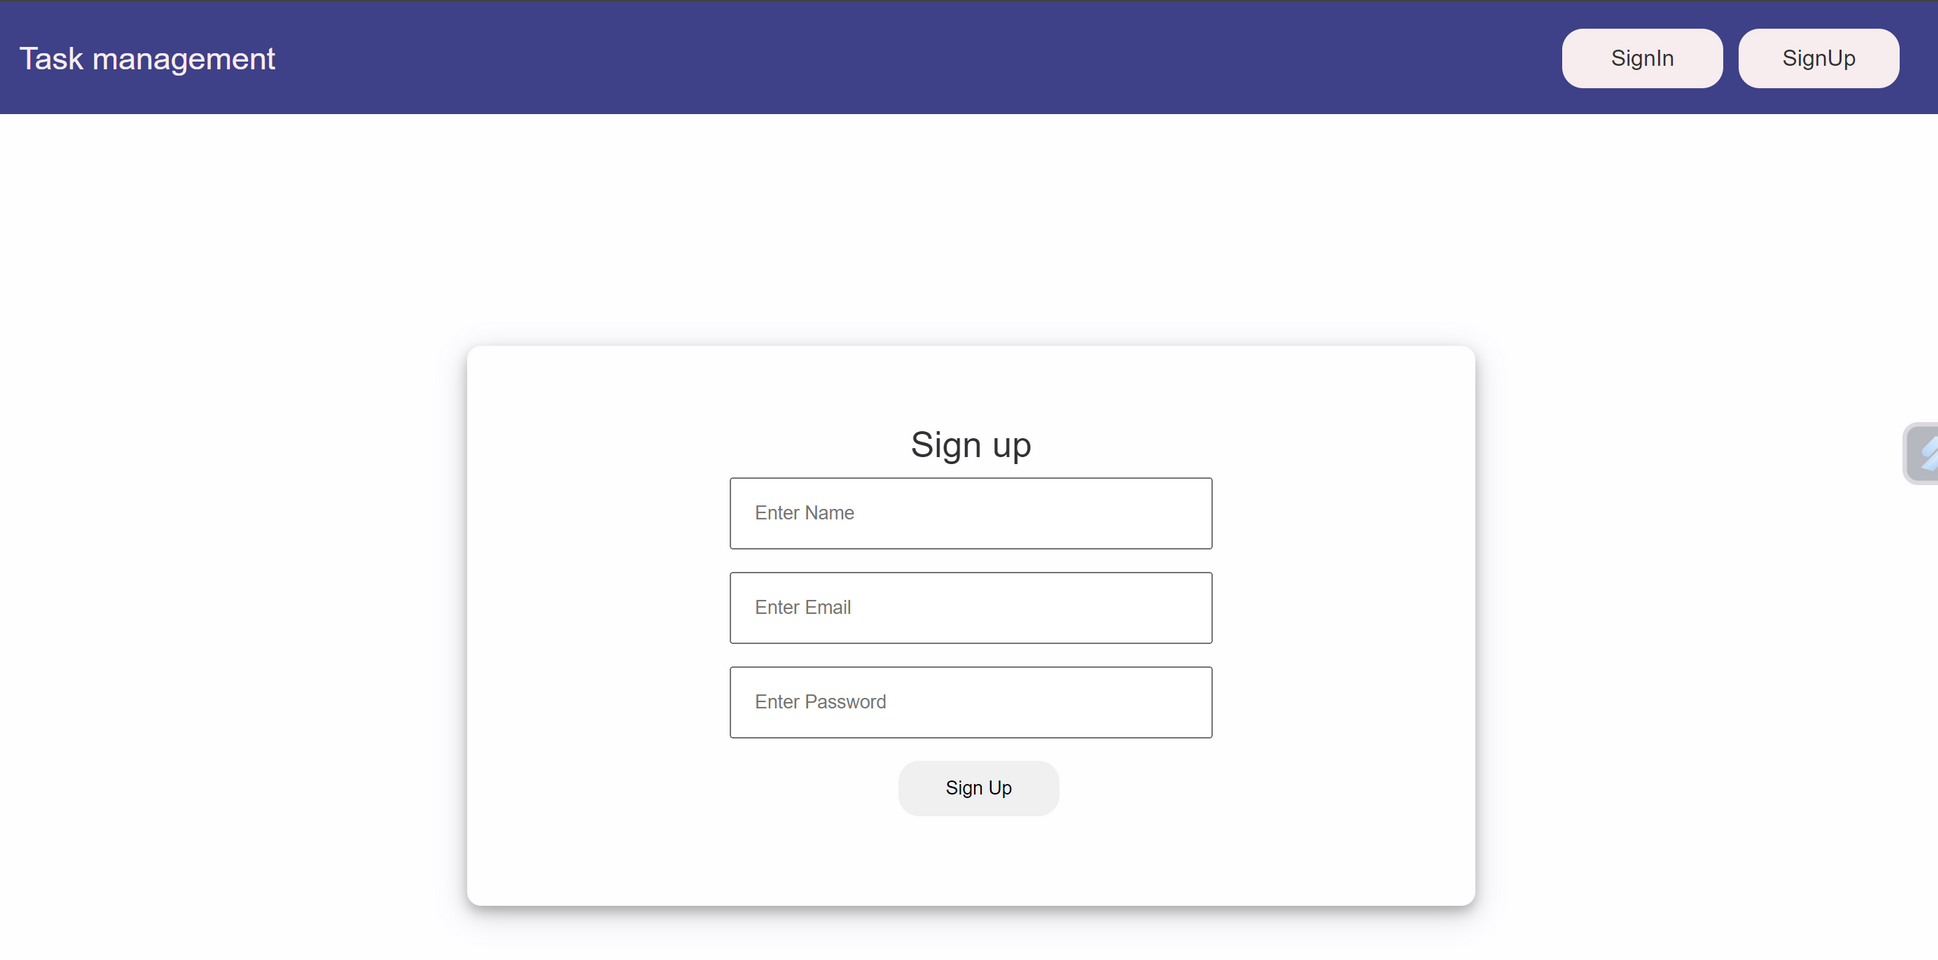 Task management
SignIn
SignUp
Sign up
Enter Name
Enter Email
Enter Password
Sign Up